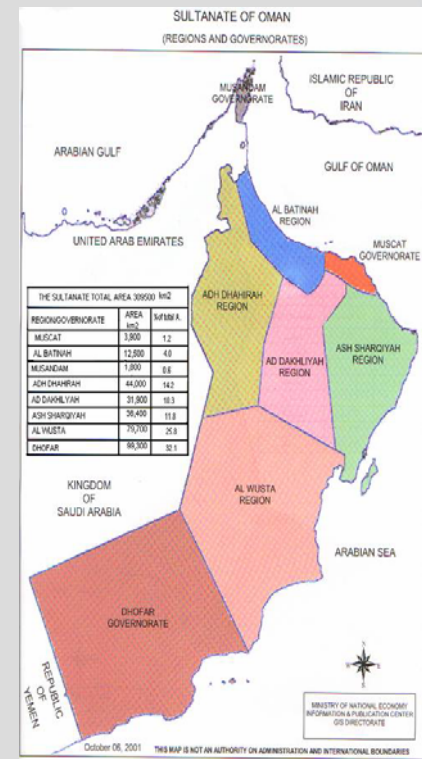 SULTANATE OF OMAN
(REGIONS AND GOVERNORATES)
MUSANDAM
GOVERNORATE
ISLAMIC REPUBLIC
OF
IRAN
ARABIAN GULF
GULF OF OMAN
AL BATINAH
REGION
UNITED ARAB EMIRATES
MUSCAT
GOVERNORATE
THE SULTANATE TOTAL AREA 309500 km2
REGION/GOVERNORATE AREA km2 % of total A.
MUSCAT 3,900 1.2
AL BATINAH 12,500 4.0
MUSANDAM 1,800 0.6
ADH DHAHIRAH 44,000 14.2
AD DAKHLIYAH 31,900 10.3
ASH SHARQIYAH 36,400 11.8
AL WUSTA 79,700 25.8
DHOFAR 99,300 32.1
ADH DHAHIRAH
REGION
AD DAKHLIYAH
REGION
ASH SHARQIYAH
REGION
KINGDOM
OF
SAUDI ARABIA
AL WUSTA
REGION
ARABIAN SEA
DHOFAR
GOVERNORATE
REPUBLIC
OF
YEMEN
MINISTRY OF NATIONAL ECONOMY
INFORMATION & PUBLICATION CENTER
GIS DIRECTORATE
October 06, 2001
THIS MAP IS NOT AN AUTHORITY ON ADMINISTRATION AND INTERNATIONAL BOUNDARIES